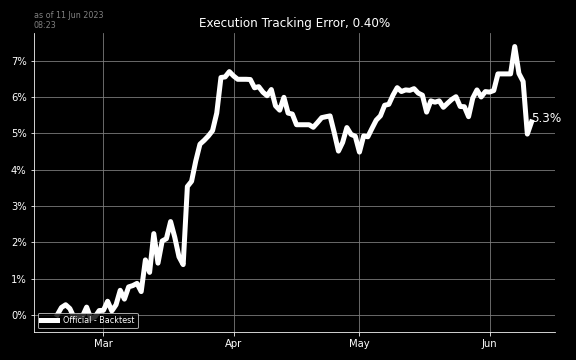 as of 11 Jun 2023
08:23
Execution Tracking Error, 0.40%
7%
6%
5%
4%
3%
2%
1%
0%
5.3%
Official - Backtest
Mar
Apr
May
Jun